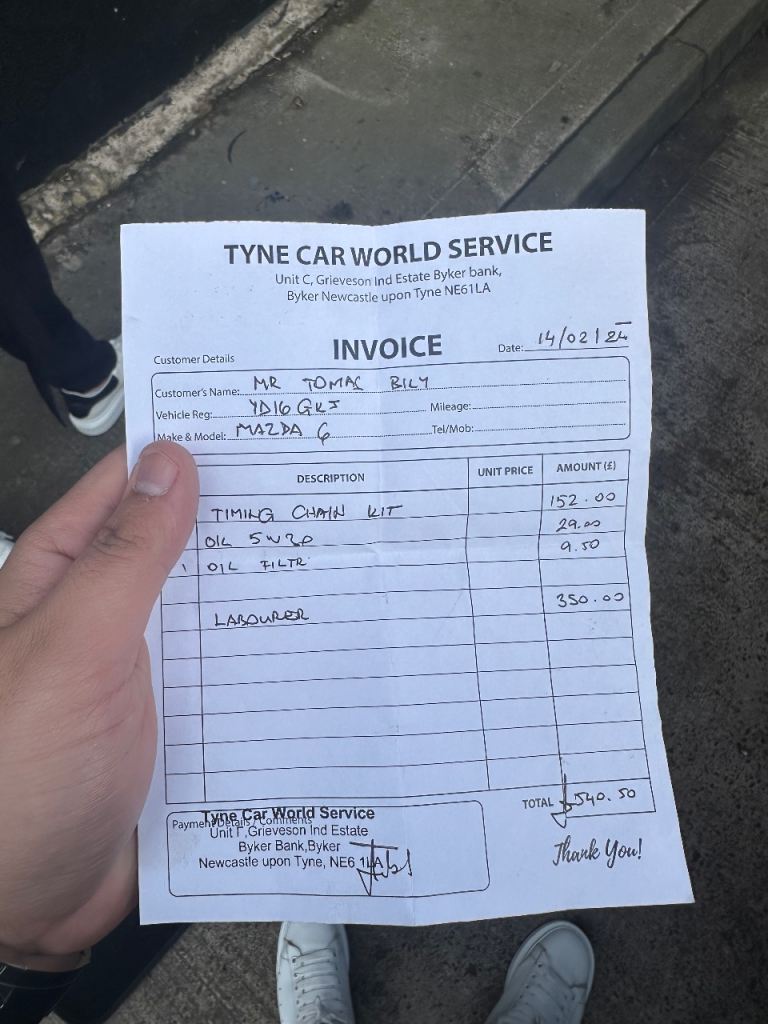 TYNE CAR WORLD SERVICE
Unit C, Grieveson Ind Estate Byker bank,
Byker Newcastle upon Tyne NE61LA
INVOICE
Customer Details
Date: 14/02/24
Customer's Name: MR TOMAS BILY
Vehicle Reg: YD16 GKJ Mileage:
Make & Model: MAZDA 6 Tel/Mob:
DESCRIPTION UNIT PRICE AMOUNT (£)
TIMING CHAIN KIT 152.00
OIL 5W30 29.00
1 OIL FILTR 9.50
LABOURER 350.00
TOTAL £540.50
Payment Details / Comments
Tyne Car World Service
Unit F, Grieveson Ind Estate
Byker Bank, Byker
Newcastle upon Tyne, NE6 1LA
Thank You!